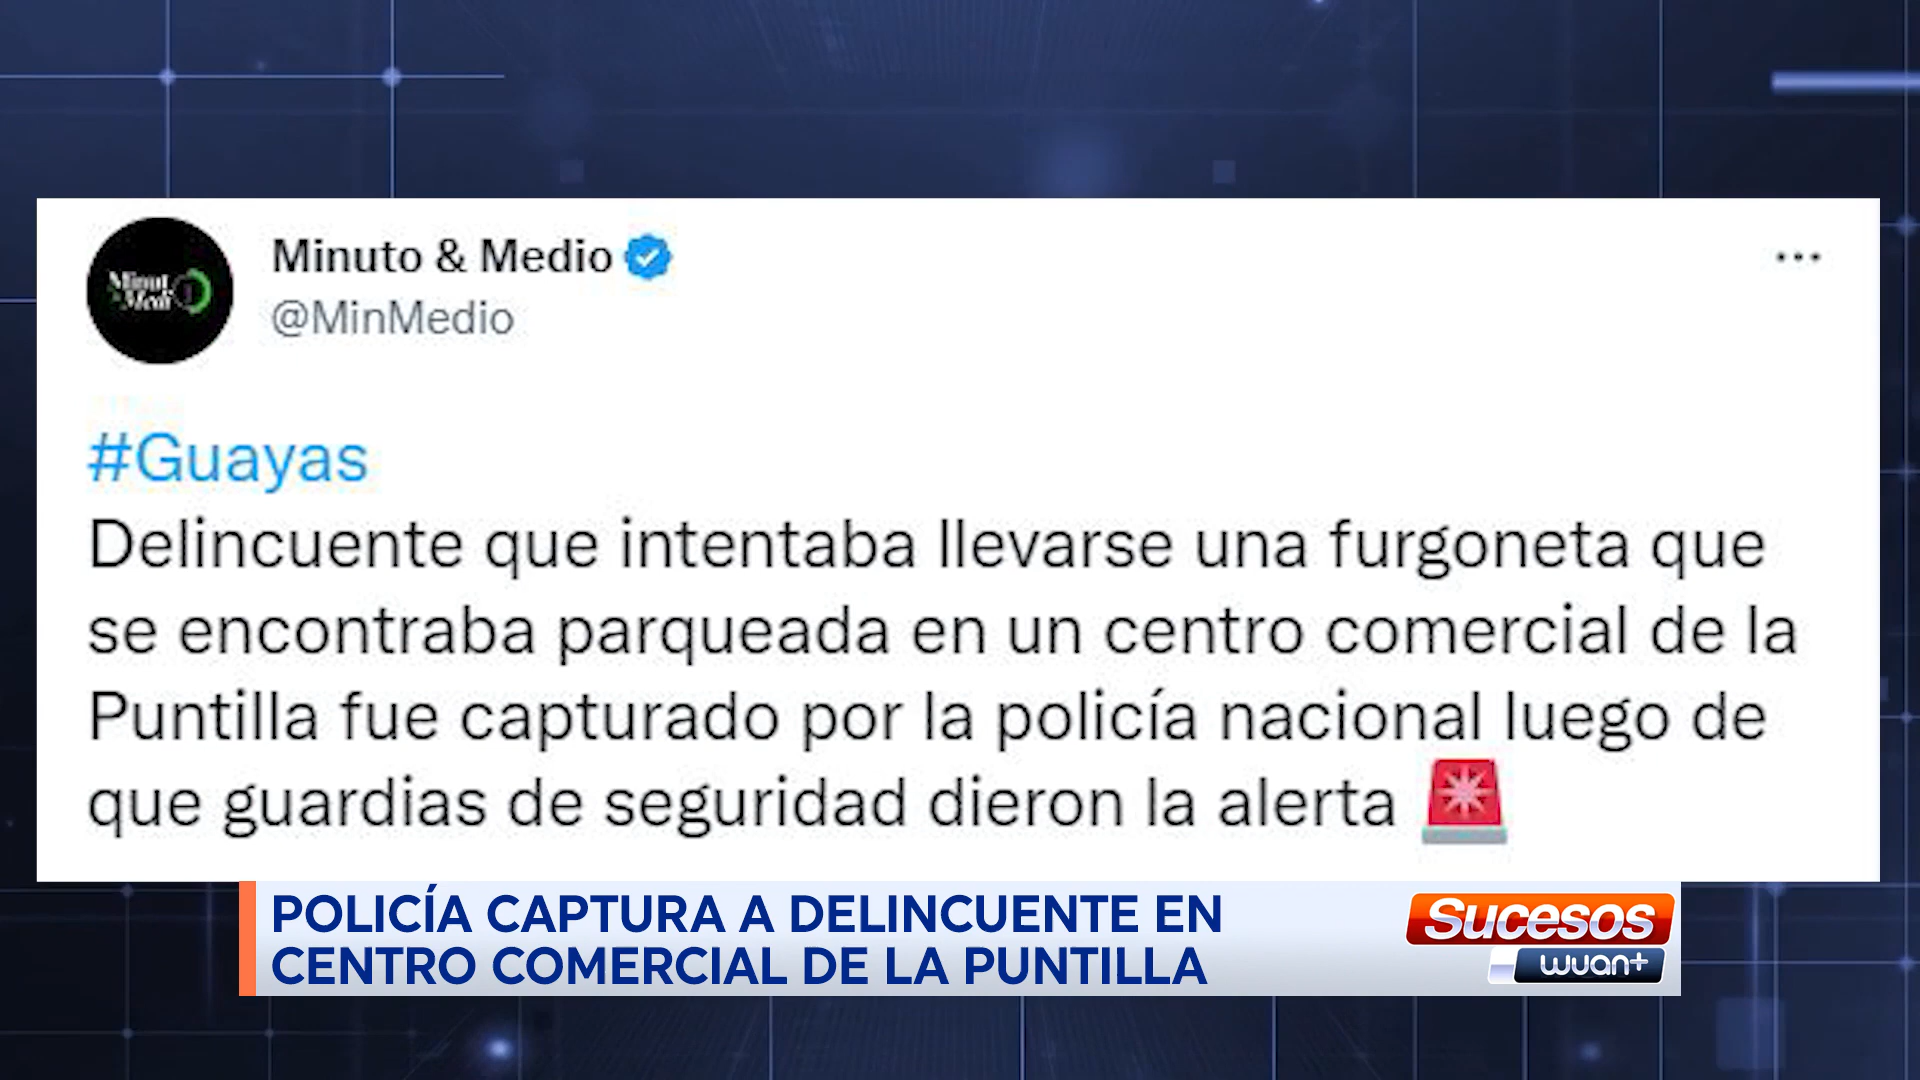 Minut
& Medi
Minuto & Medio
@MinMedio
#Guayas
Delincuente que intentaba llevarse una furgoneta que
se encontraba parqueada en un centro comercial de la
Puntilla fue capturado por la policía nacional luego de
que guardias de seguridad dieron la alerta 🚨
POLICÍA CAPTURA A DELINCUENTE EN
CENTRO COMERCIAL DE LA PUNTILLA
Sucesos
wuan+